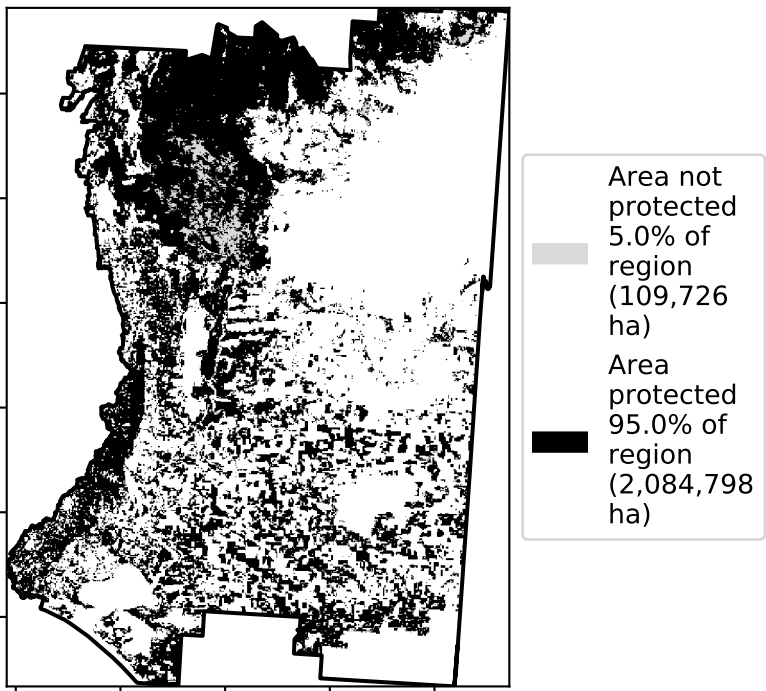 Area not
protected
5.0% of
region
(109,726
ha)
Area
protected
95.0% of
region
(2,084,798
ha)